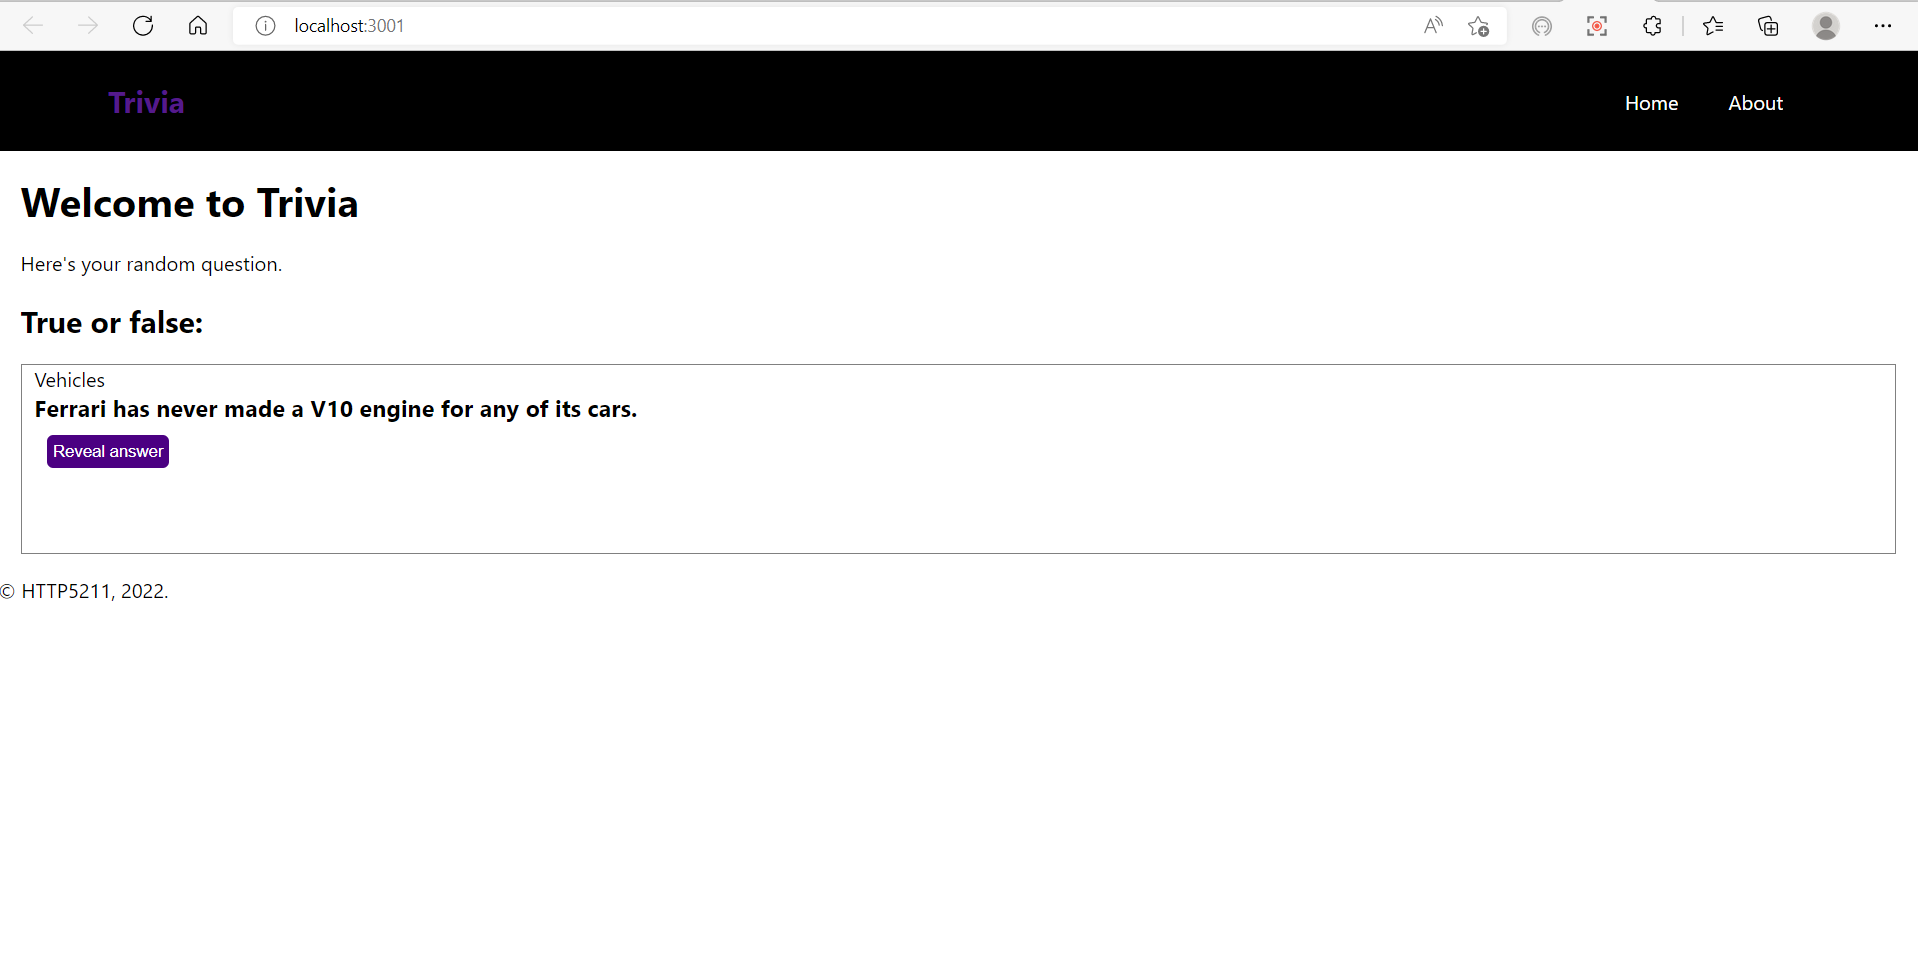 localhost:3001
Trivia
Home
About
Welcome to Trivia
Here's your random question.
True or false:
Vehicles
Ferrari has never made a V10 engine for any of its cars.
Reveal answer
© HTTP5211, 2022.